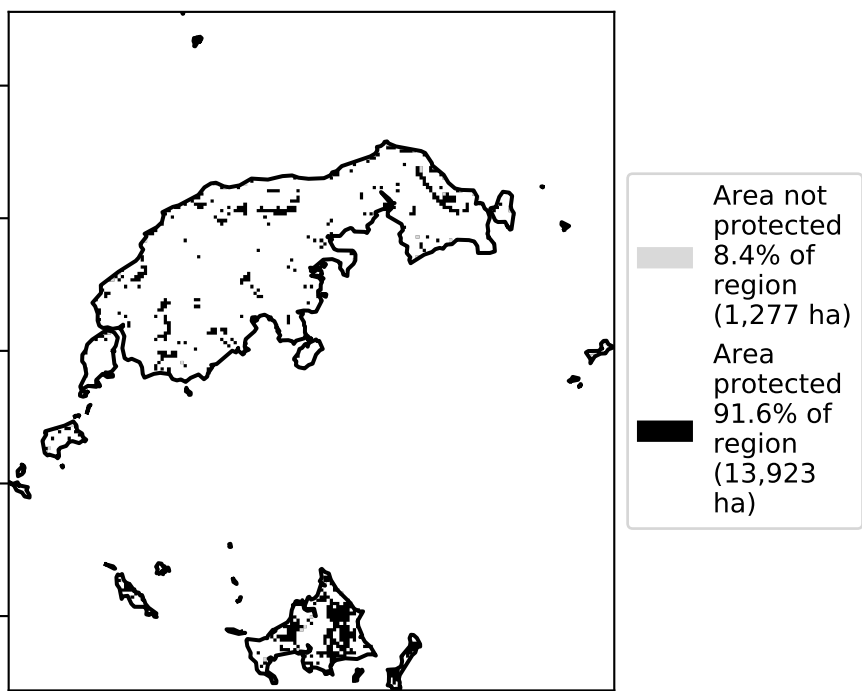 Area not
protected
8.4% of
region
(1,277 ha)
Area
protected
91.6% of
region
(13,923
ha)